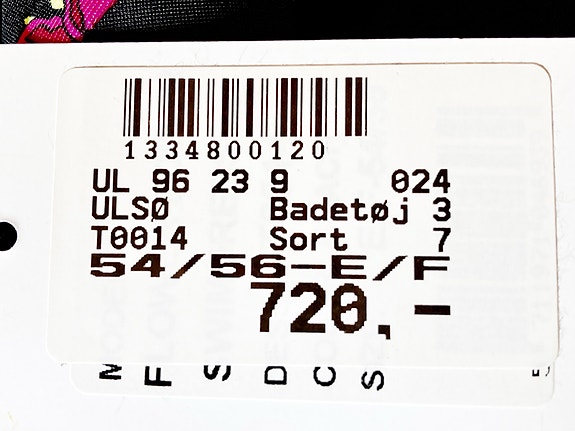 1334800120
UL 96 23 9 024
ULSØ Badetøj 3
T0014 Sort 7
54/56-E/F
720,-
M F S D C S